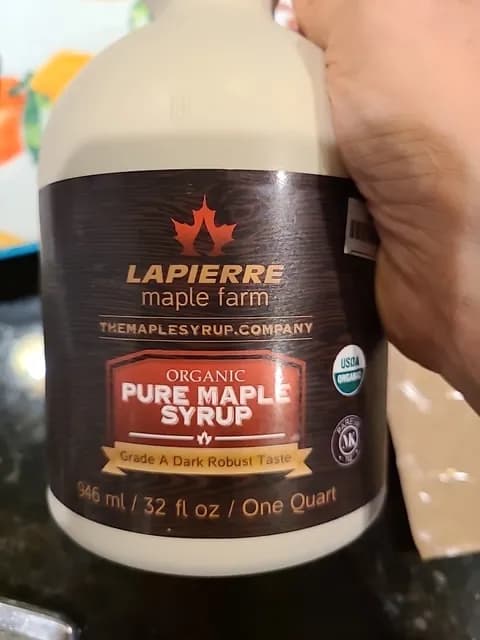 LAPIERRE
maple farm
THEMAPLESYRUP.COMPANY
ORGANIC
PURE MAPLE
SYRUP
Grade A Dark Robust Taste
946 ml / 32 fl oz / One Quart
USDA
ORGANIC
MK